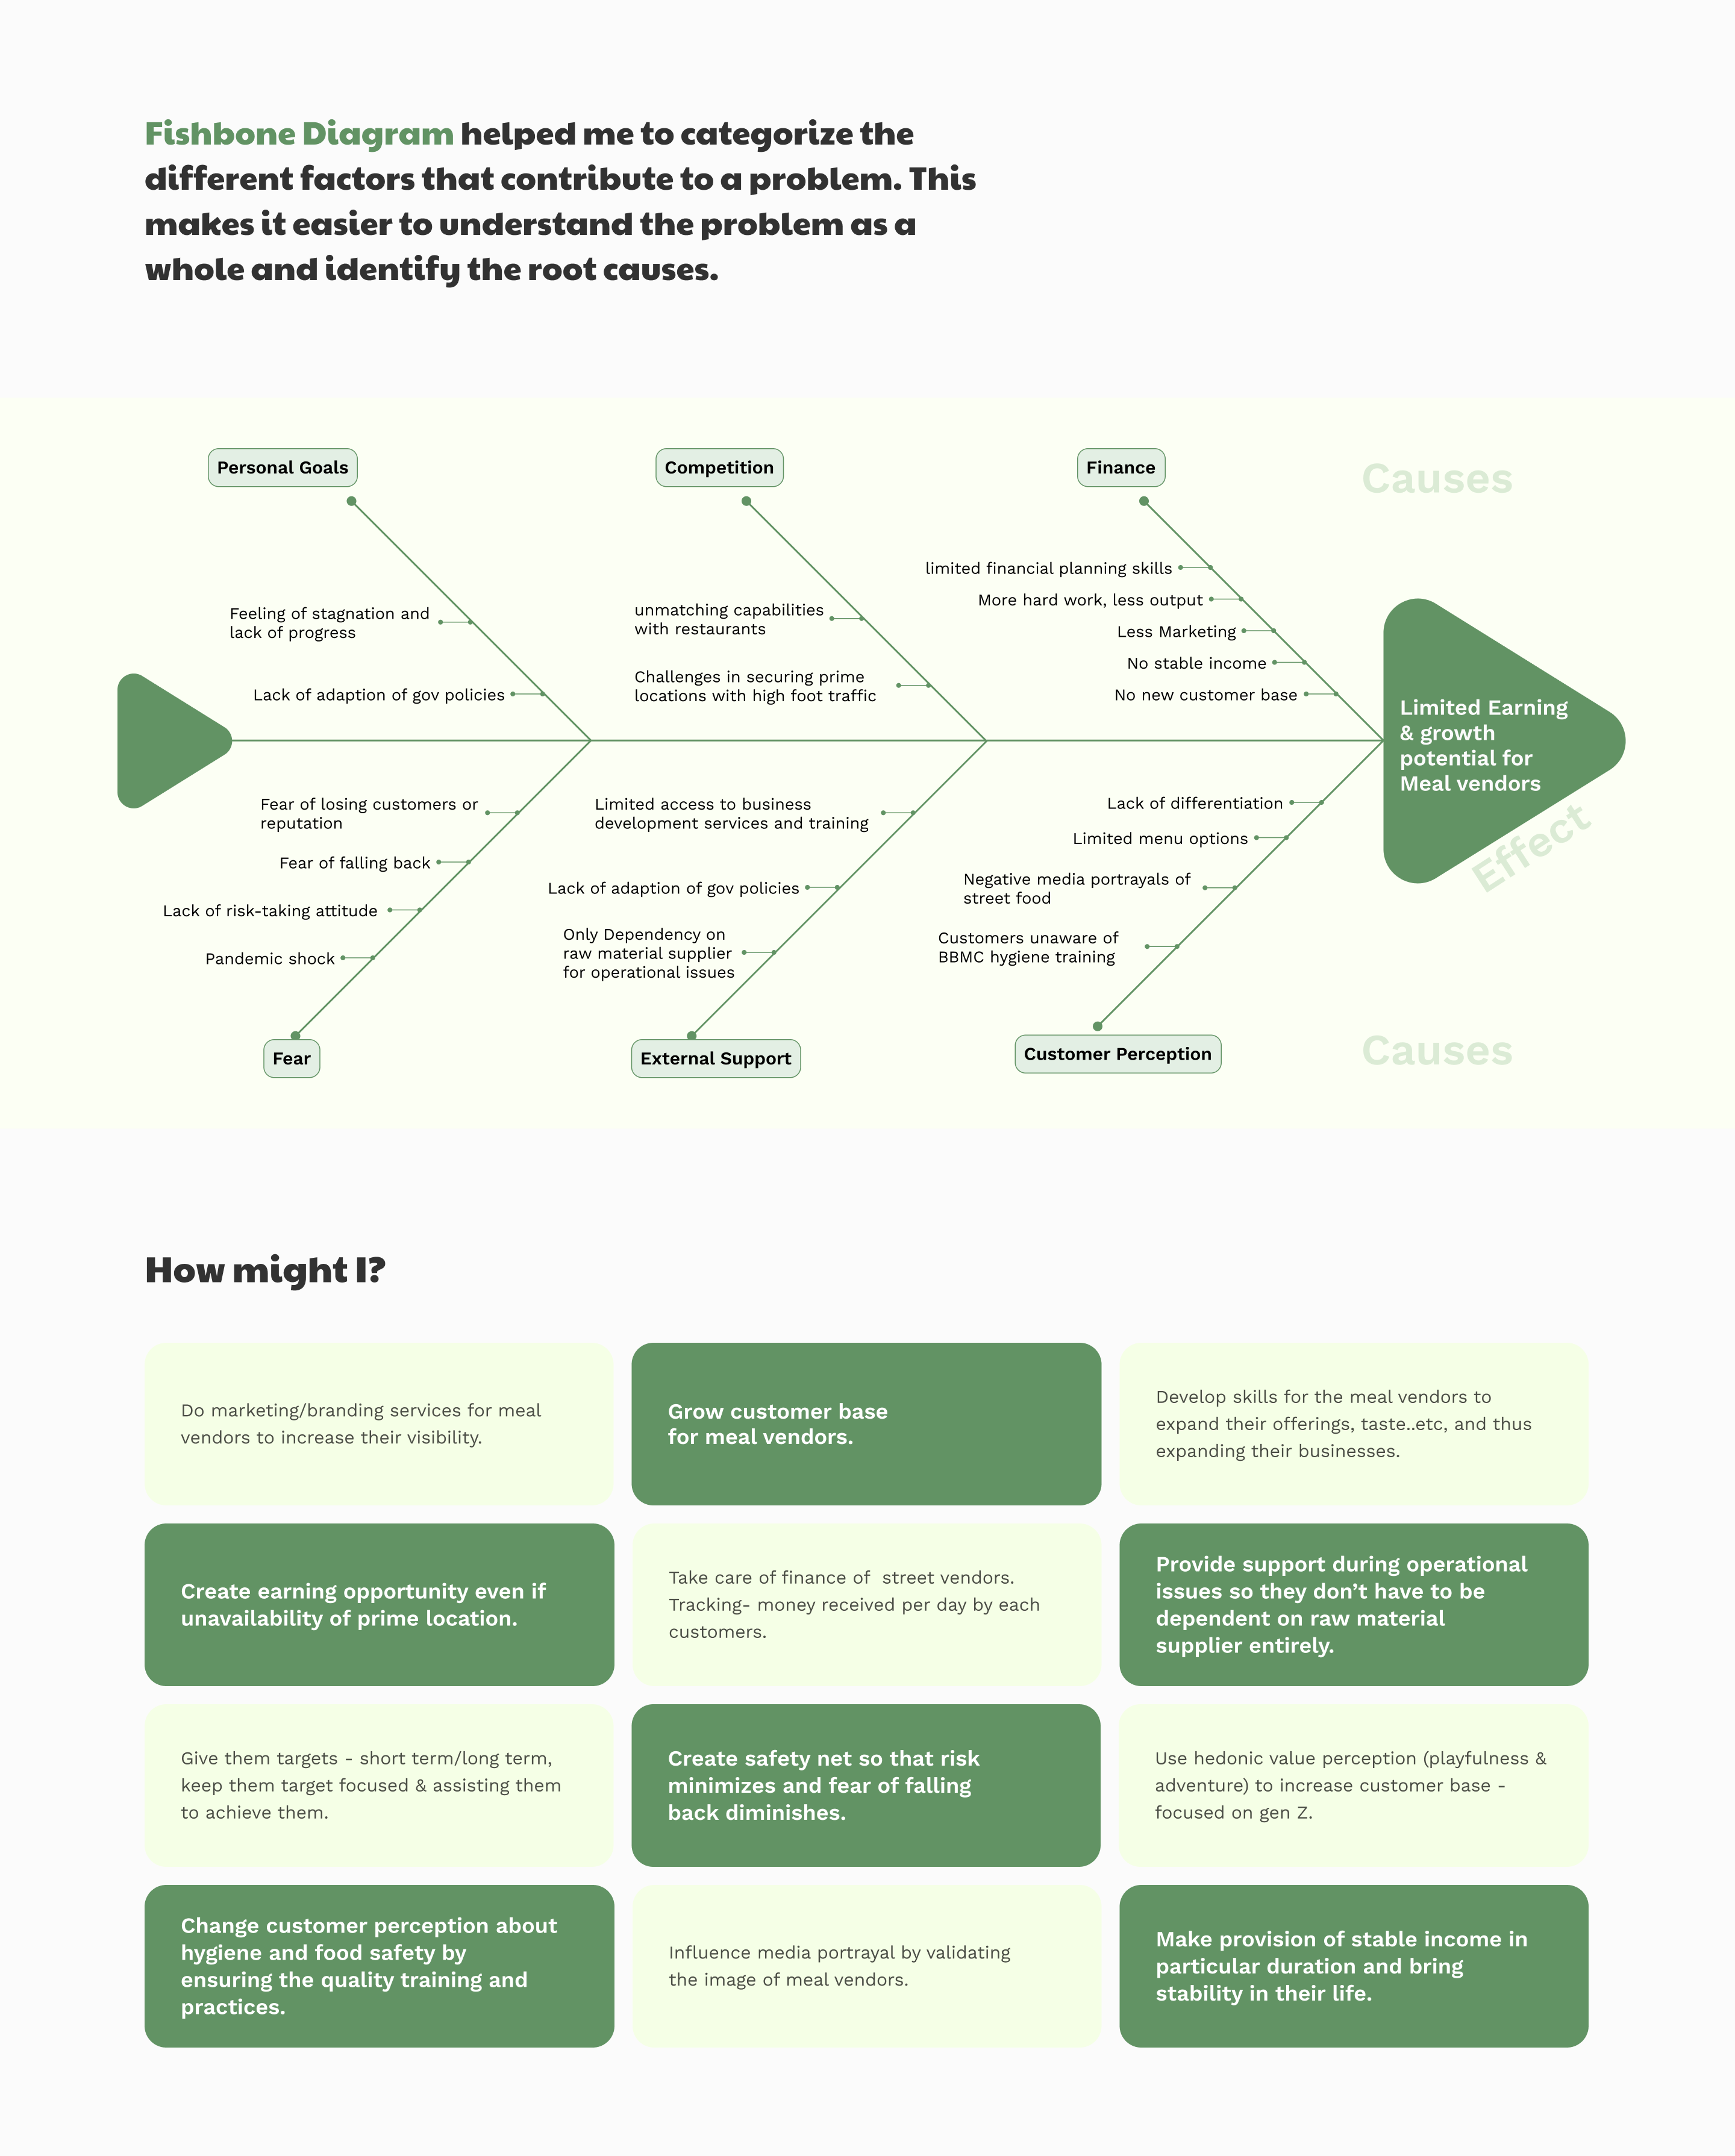 Fishbone Diagram helped me to categorize the
different factors that contribute to a problem. This
makes it easier to understand the problem as a
whole and identify the root causes.
Personal Goals
Feeling of stagnation and
lack of progress
Lack of adaption of gov policies
Competition
unmatching capabilities
with restaurants
Challenges in securing prime
locations with high foot traffic
Finance
limited financial planning skills
More hard work, less output
Less Marketing
No stable income
No new customer base
Causes
Limited Earning
& growth
potential for
Meal vendors
Effect
Fear of losing customers or
reputation
Fear of falling back
Lack of risk-taking attitude
Pandemic shock
Fear
Limited access to business
development services and training
Lack of adaption of gov policies
Only Dependency on
raw material supplier
for operational issues
External Support
Lack of differentiation
Limited menu options
Negative media portrayals of
street food
Customers unaware of
BBMC hygiene training
Customer Perception
Causes
How might I?
Do marketing/branding services for meal
vendors to increase their visibility.
Grow customer base
for meal vendors.
Develop skills for the meal vendors to
expand their offerings, taste..etc, and thus
expanding their businesses.
Create earning opportunity even if
unavailability of prime location.
Take care of finance of  street vendors.
Tracking- money received per day by each
customers.
Provide support during operational
issues so they don’t have to be
dependent on raw material
supplier entirely.
Give them targets - short term/long term,
keep them target focused & assisting them
to achieve them.
Create safety net so that risk
minimizes and fear of falling
back diminishes.
Use hedonic value perception (playfulness &
adventure) to increase customer base -
focused on gen Z.
Change customer perception about
hygiene and food safety by
ensuring the quality training and
practices.
Influence media portrayal by validating
the image of meal vendors.
Make provision of stable income in
particular duration and bring
stability in their life.